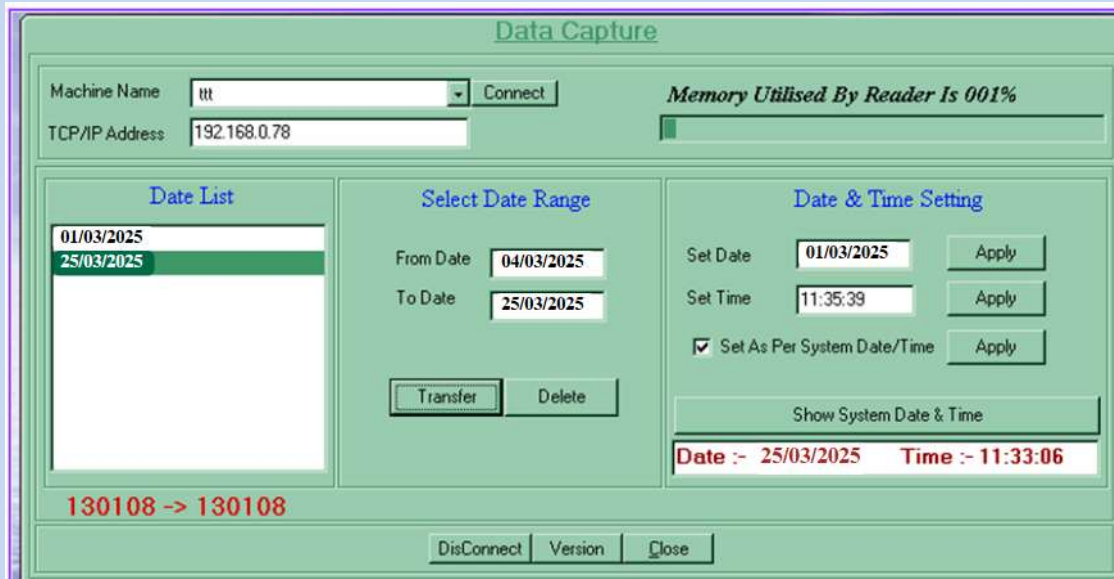 Data Capture
Machine Name ttt Connect
TCP/IP Address 192.168.0.78
Memory Utilised By Reader Is 001%
Date List
01/03/2025
25/03/2025
Select Date Range
From Date 04/03/2025
To Date 25/03/2025
Transfer Delete
Date & Time Setting
Set Date 01/03/2025 Apply
Set Time 11:35:39 Apply
Set As Per System Date/Time Apply
Show System Date & Time
Date :- 25/03/2025 Time :- 11:33:06
130108 -> 130108
DisConnect Version Close